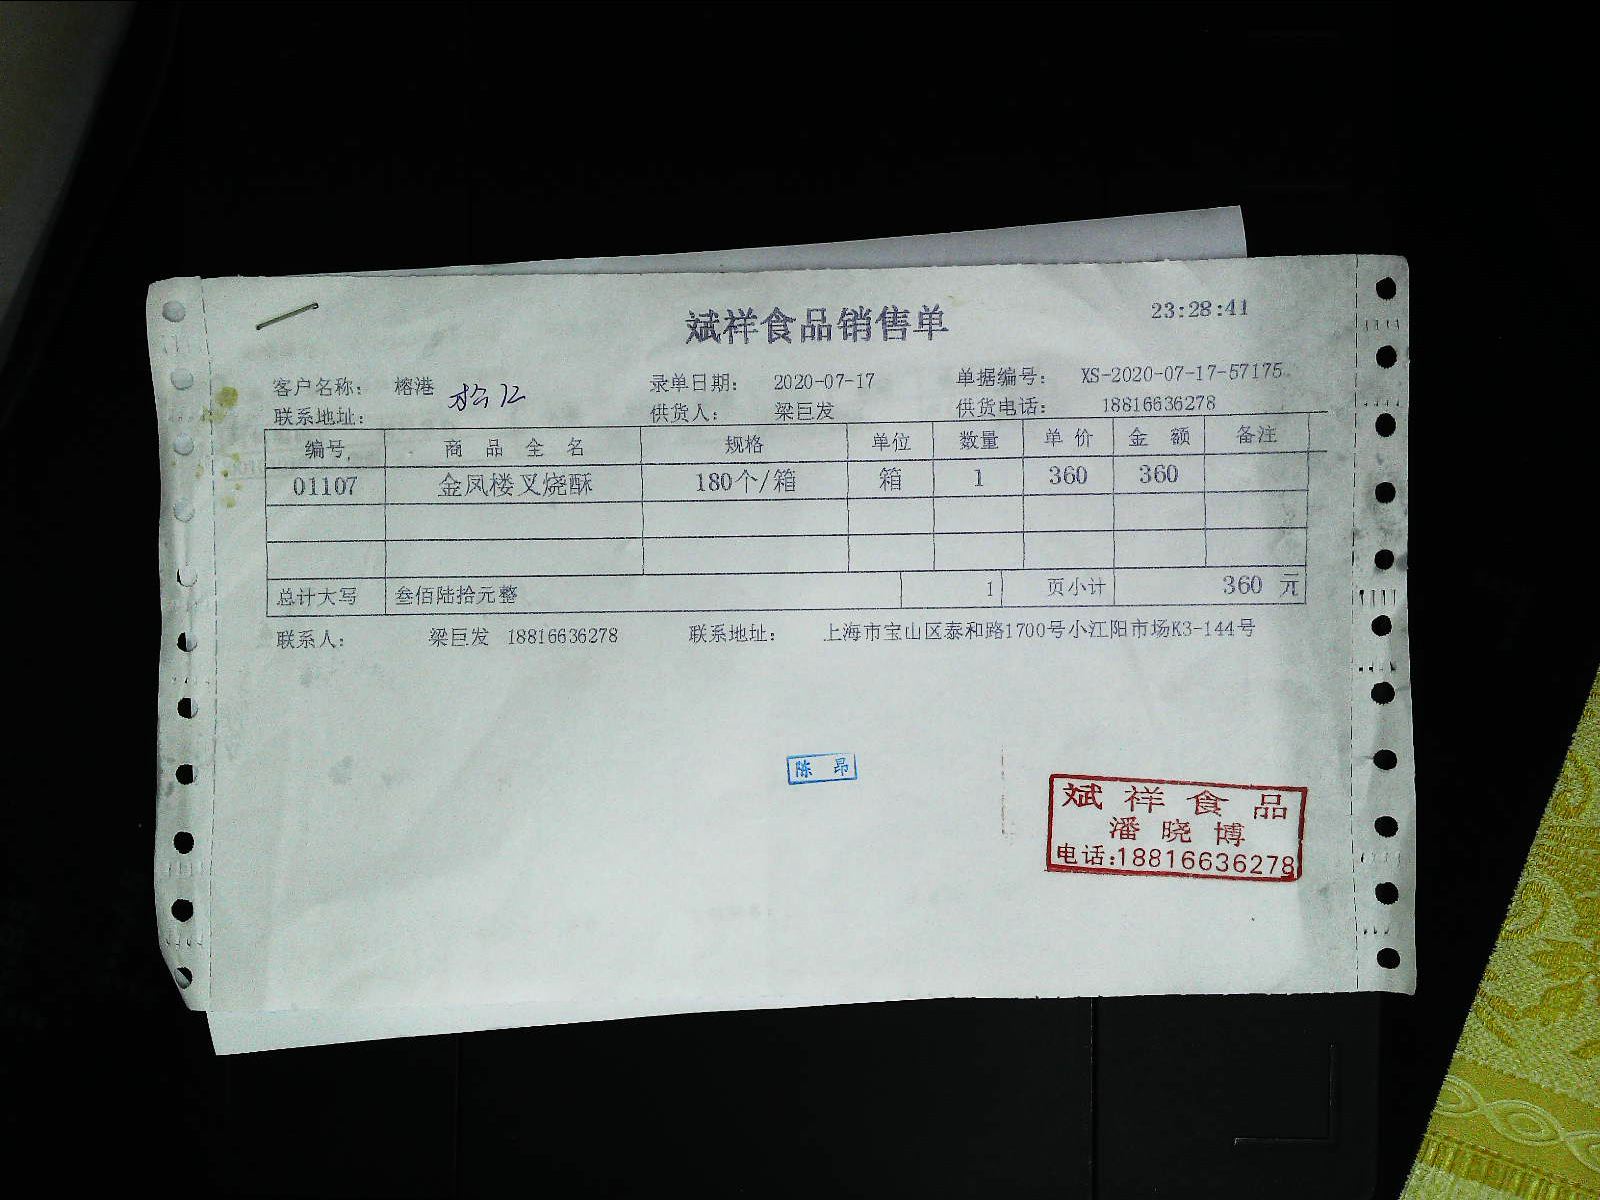 斌祥食品销售单 23:28:41
客户名称: 榕港 松江 录单日期: 2020-07-17 单据编号: XS-2020-07-17-57175
联系地址: 供货人: 梁巨发 供货电话: 18816636278
编号 商品全名 规格 单位 数量 单价 金额 备注
01107 金凤楼叉烧酥 180个/箱 箱 1 360 360
总计大写 叁佰陆拾元整 1 页小计 360 元
联系人: 梁巨发 18816636278 联系地址: 上海市宝山区泰和路1700号小江阳市场K3-144号
陈昂
斌祥食品
潘晓博
电话:18816636278